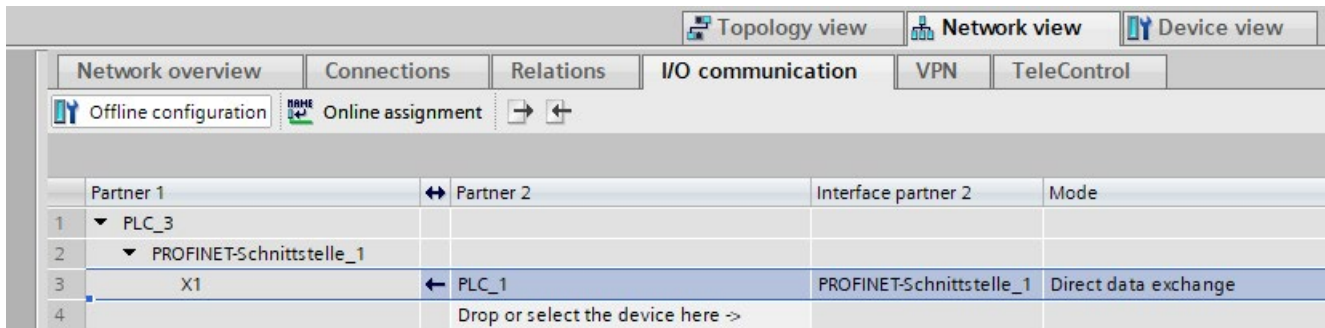 Topology view Network view Device view
Network overview Connections Relations I/O communication VPN TeleControl
Offline configuration NAME Online assignment
Partner 1 Partner 2 Interface partner 2 Mode
1 PLC_3
2 PROFINET-Schnittstelle_1
3 X1 PLC_1 PROFINET-Schnittstelle_1 Direct data exchange
4 Drop or select the device here ->